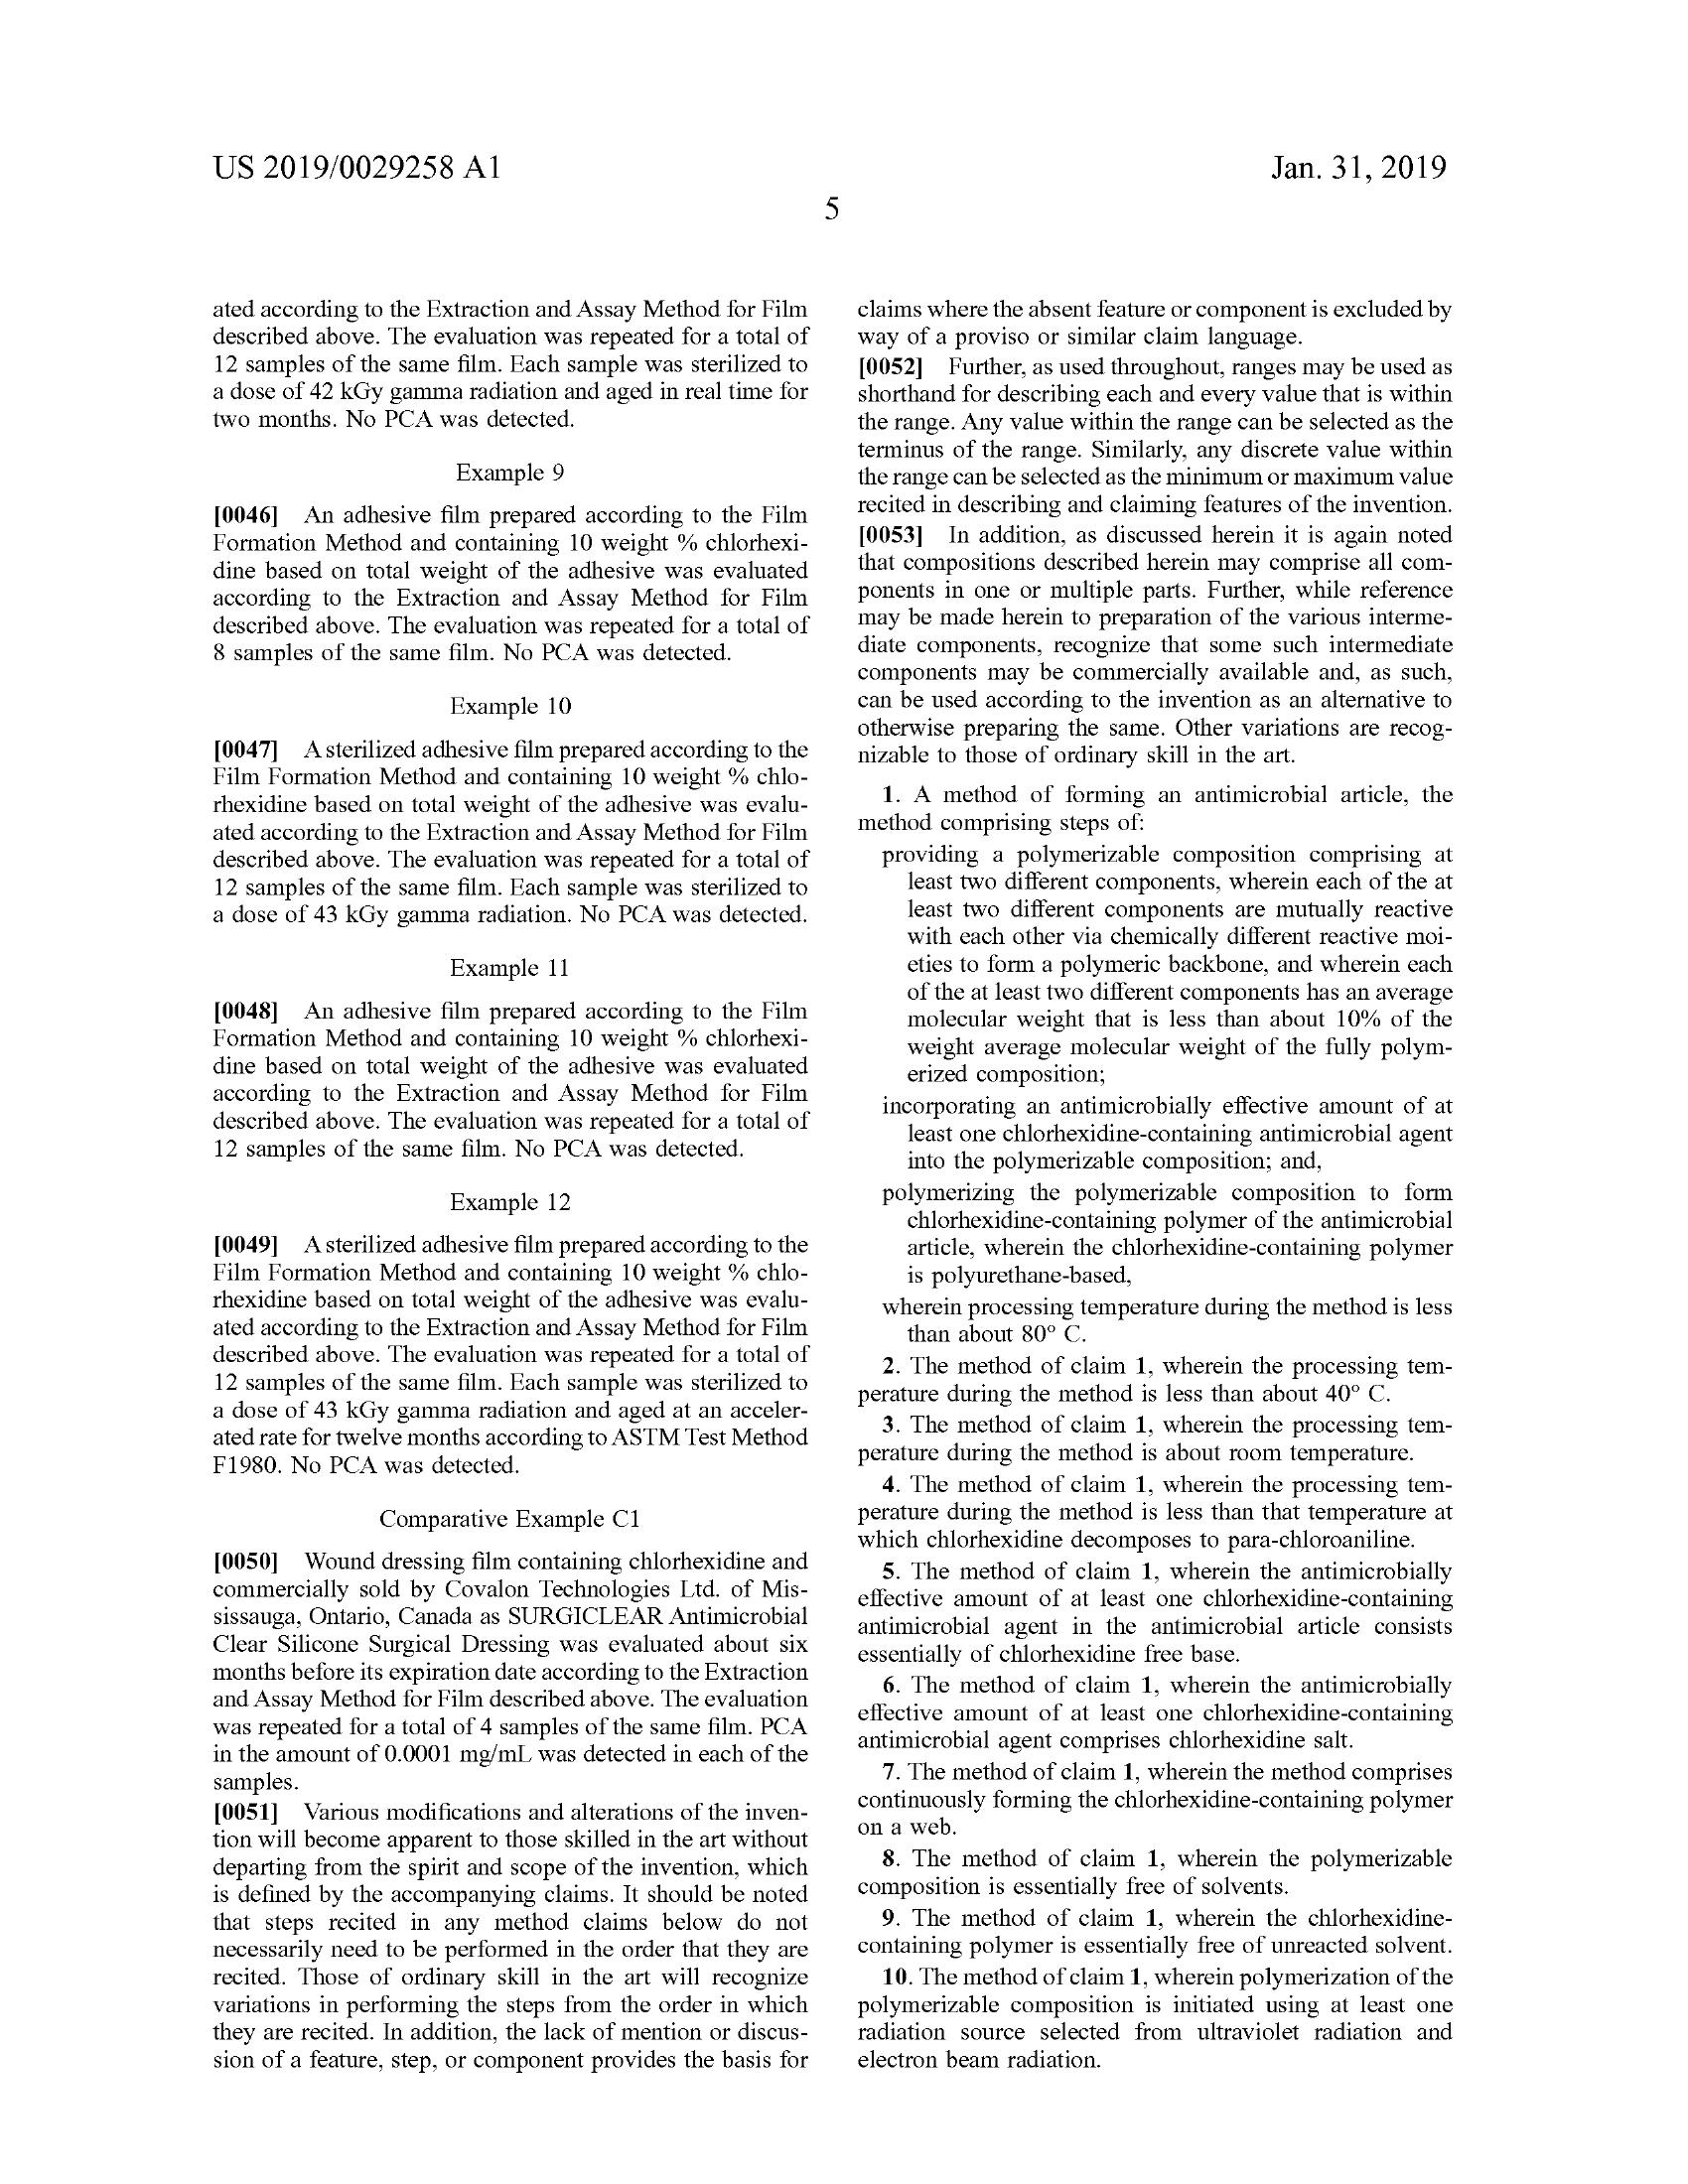 US 2019/0029258 A1
Jan. 31, 2019
5
ated according to the Extraction and Assay Method for Film
described above. The evaluation was repeated for a total of
12 samples of the same film. Each sample was sterilized to
a dose of 42 kGy gamma radiation and aged in real time for
two months. No PCA was detected.
Example 9
[0046] An adhesive film prepared according to the Film
Formation Method and containing 10 weight % chlorhexi-
dine based on total weight of the adhesive was evaluated
according to the Extraction and Assay Method for Film
described above. The evaluation was repeated for a total of
8 samples of the same film. No PCA was detected.
Example 10
[0047] A sterilized adhesive film prepared according to the
Film Formation Method and containing 10 weight % chlo-
rhexidine based on total weight of the adhesive was evalu-
ated according to the Extraction and Assay Method for Film
described above. The evaluation was repeated for a total of
12 samples of the same film. Each sample was sterilized to
a dose of 43 kGy gamma radiation. No PCA was detected.
Example 11
[0048] An adhesive film prepared according to the Film
Formation Method and containing 10 weight % chlorhexi-
dine based on total weight of the adhesive was evaluated
according to the Extraction and Assay Method for Film
described above. The evaluation was repeated for a total of
12 samples of the same film. No PCA was detected.
Example 12
[0049] A sterilized adhesive film prepared according to the
Film Formation Method and containing 10 weight % chlo-
rhexidine based on total weight of the adhesive was evalu-
ated according to the Extraction and Assay Method for Film
described above. The evaluation was repeated for a total of
12 samples of the same film. Each sample was sterilized to
a dose of 43 kGy gamma radiation and aged at an acceler-
ated rate for twelve months according to ASTM Test Method
F1980. No PCA was detected.
Comparative Example C1
[0050] Wound dressing film containing chlorhexidine and
commercially sold by Covalon Technologies Ltd. of Mis-
sissauga, Ontario, Canada as SURGICLEAR Antimicrobial
Clear Silicone Surgical Dressing was evaluated about six
months before its expiration date according to the Extraction
and Assay Method for Film described above. The evaluation
was repeated for a total of 4 samples of the same film. PCA
in the amount of 0.0001 mg/mL was detected in each of the
samples.
[0051] Various modifications and alterations of the inven-
tion will become apparent to those skilled in the art without
departing from the spirit and scope of the invention, which
is defined by the accompanying claims. It should be noted
that steps recited in any method claims below do not
necessarily need to be performed in the order that they are
recited. Those of ordinary skill in the art will recognize
variations in performing the steps from the order in which
they are recited. In addition, the lack of mention or discus-
sion of a feature, step, or component provides the basis for
claims where the absent feature or component is excluded by
way of a proviso or similar claim language.
[0052] Further, as used throughout, ranges may be used as
shorthand for describing each and every value that is within
the range. Any value within the range can be selected as the
terminus of the range. Similarly, any discrete value within
the range can be selected as the minimum or maximum value
recited in describing and claiming features of the invention.
[0053] In addition, as discussed herein it is again noted
that compositions described herein may comprise all com-
ponents in one or multiple parts. Further, while reference
may be made herein to preparation of the various interme-
diate components, recognize that some such intermediate
components may be commercially available and, as such,
can be used according to the invention as an alternative to
otherwise preparing the same. Other variations are recog-
nizable to those of ordinary skill in the art.
1. A method of forming an antimicrobial article, the
method comprising steps of:
providing a polymerizable composition comprising at
least two different components, wherein each of the at
least two different components are mutually reactive
with each other via chemically different reactive moi-
eties to form a polymeric backbone, and wherein each
of the at least two different components has an average
molecular weight that is less than about 10% of the
weight average molecular weight of the fully polym-
erized composition;
incorporating an antimicrobially effective amount of at
least one chlorhexidine-containing antimicrobial agent
into the polymerizable composition; and,
polymerizing the polymerizable composition to form
chlorhexidine-containing polymer of the antimicrobial
article, wherein the chlorhexidine-containing polymer
is polyurethane-based,
wherein processing temperature during the method is less
than about 80° C.
2. The method of claim 1, wherein the processing tem-
perature during the method is less than about 40° C.
3. The method of claim 1, wherein the processing tem-
perature during the method is about room temperature.
4. The method of claim 1, wherein the processing tem-
perature during the method is less than that temperature at
which chlorhexidine decomposes to para-chloroaniline.
5. The method of claim 1, wherein the antimicrobially
effective amount of at least one chlorhexidine-containing
antimicrobial agent in the antimicrobial article consists
essentially of chlorhexidine free base.
6. The method of claim 1, wherein the antimicrobially
effective amount of at least one chlorhexidine-containing
antimicrobial agent comprises chlorhexidine salt.
7. The method of claim 1, wherein the method comprises
continuously forming the chlorhexidine-containing polymer
on a web.
8. The method of claim 1, wherein the polymerizable
composition is essentially free of solvents.
9. The method of claim 1, wherein the chlorhexidine-
containing polymer is essentially free of unreacted solvent.
10. The method of claim 1, wherein polymerization of the
polymerizable composition is initiated using at least one
radiation source selected from ultraviolet radiation and
electron beam radiation.